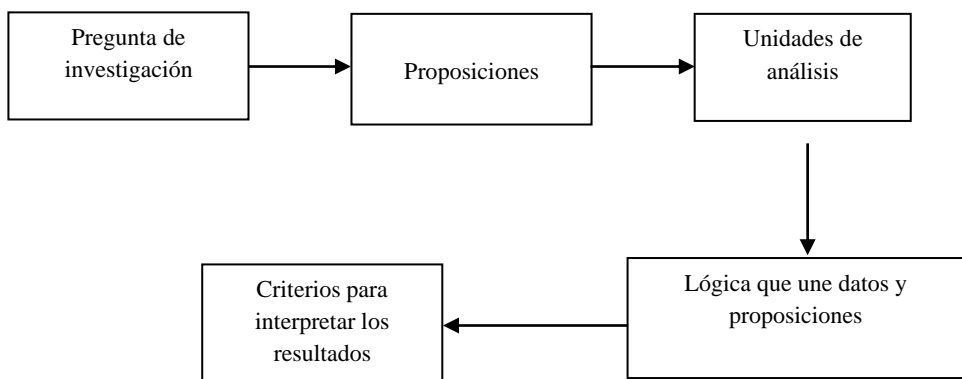 Pregunta de
investigación
Proposiciones
Unidades de
análisis
Lógica que une datos y
proposiciones
Criterios para
interpretar los
resultados